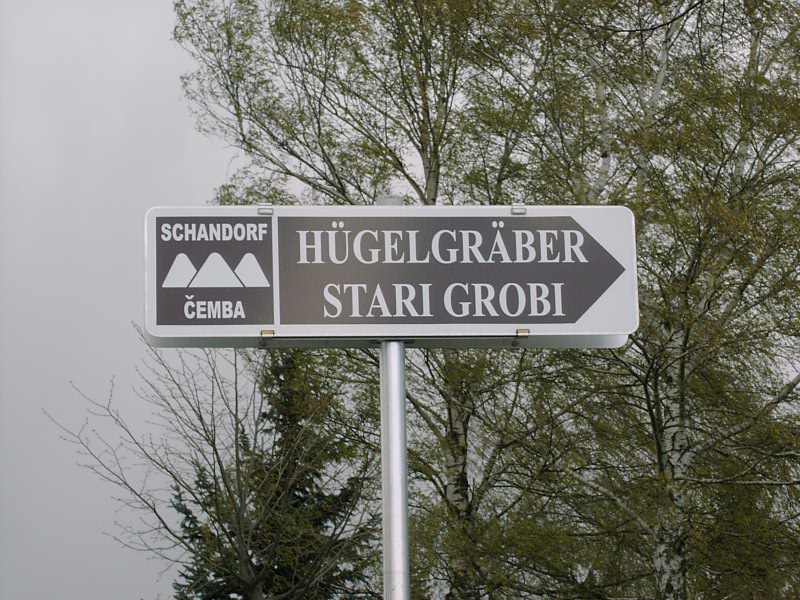 SCHANDORF
ČEMBA
HÜGELGRÄBER
STARI GROBI